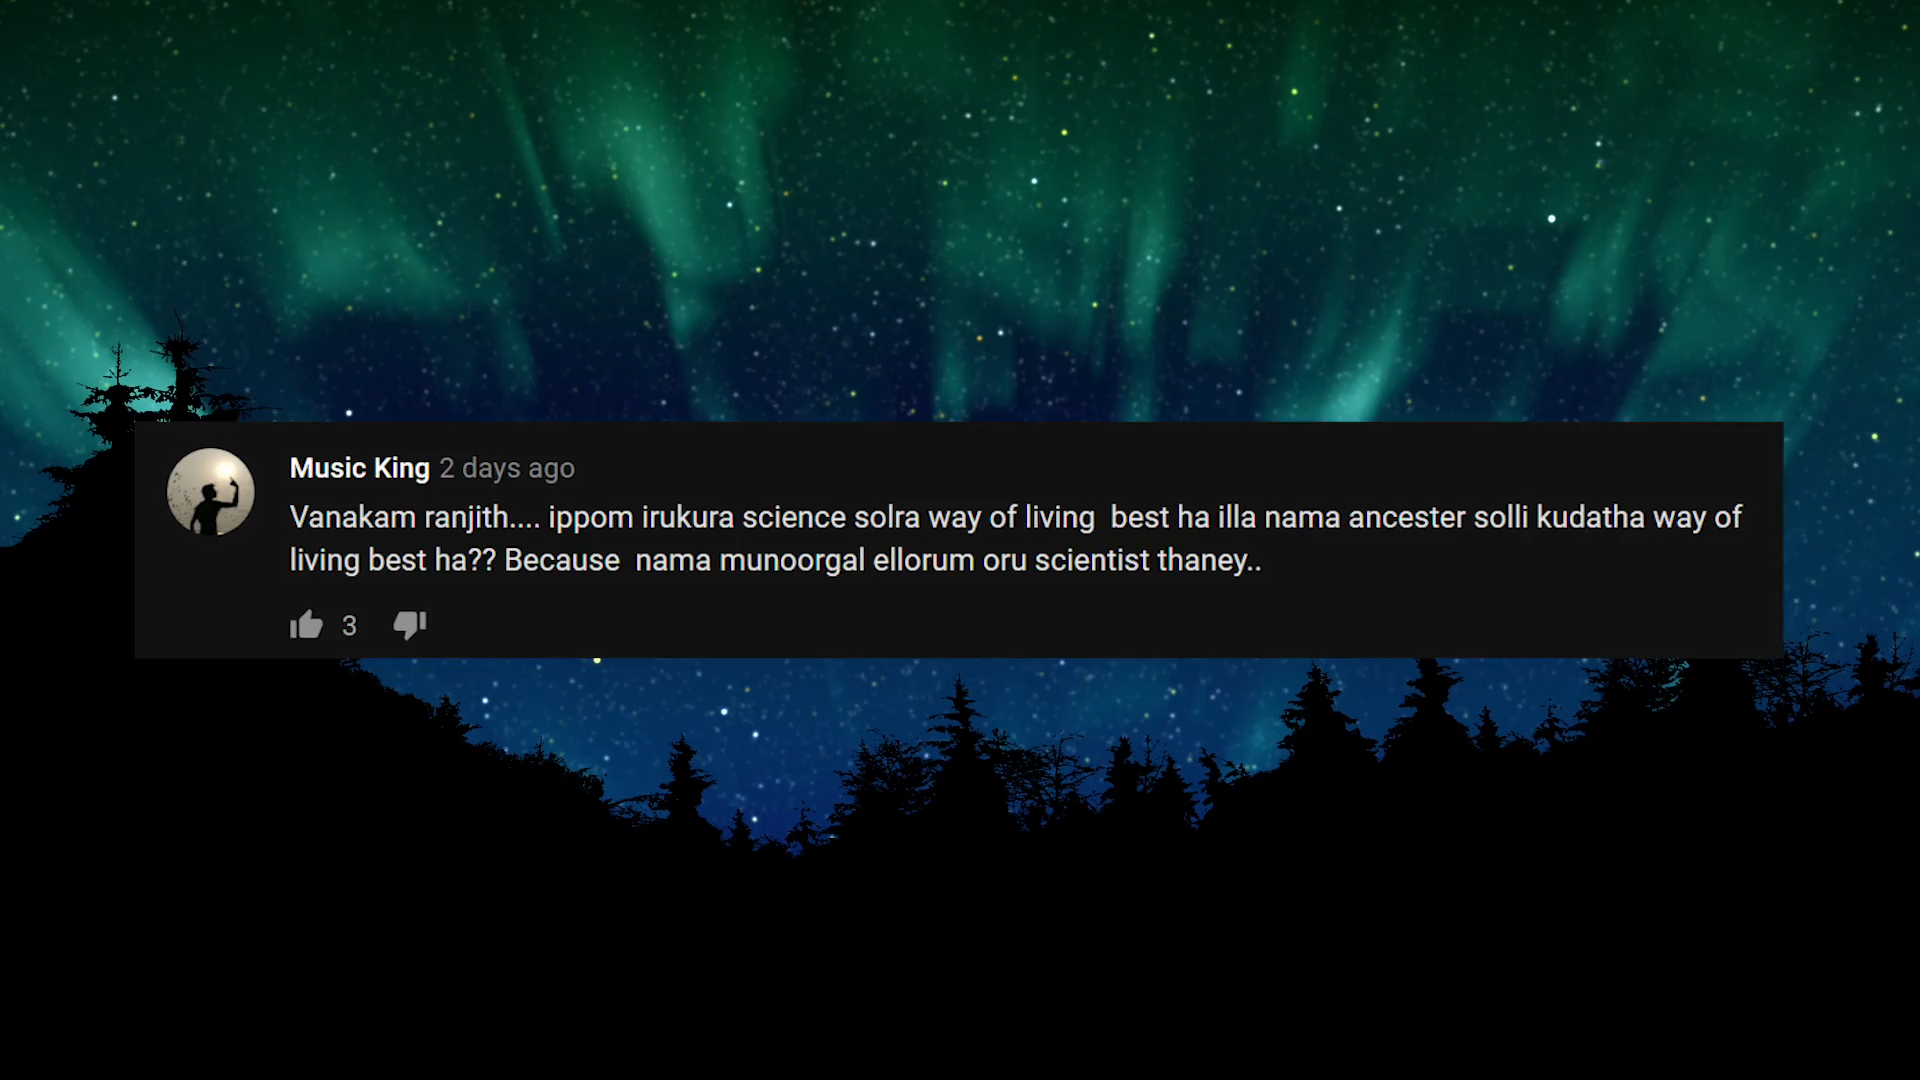 Music King 2 days ago
Vanakam ranjith.... ippom irukura science solra way of living  best ha illa nama ancester solli kudatha way of
living best ha?? Because  nama munoorgal ellorum oru scientist thaney..
3